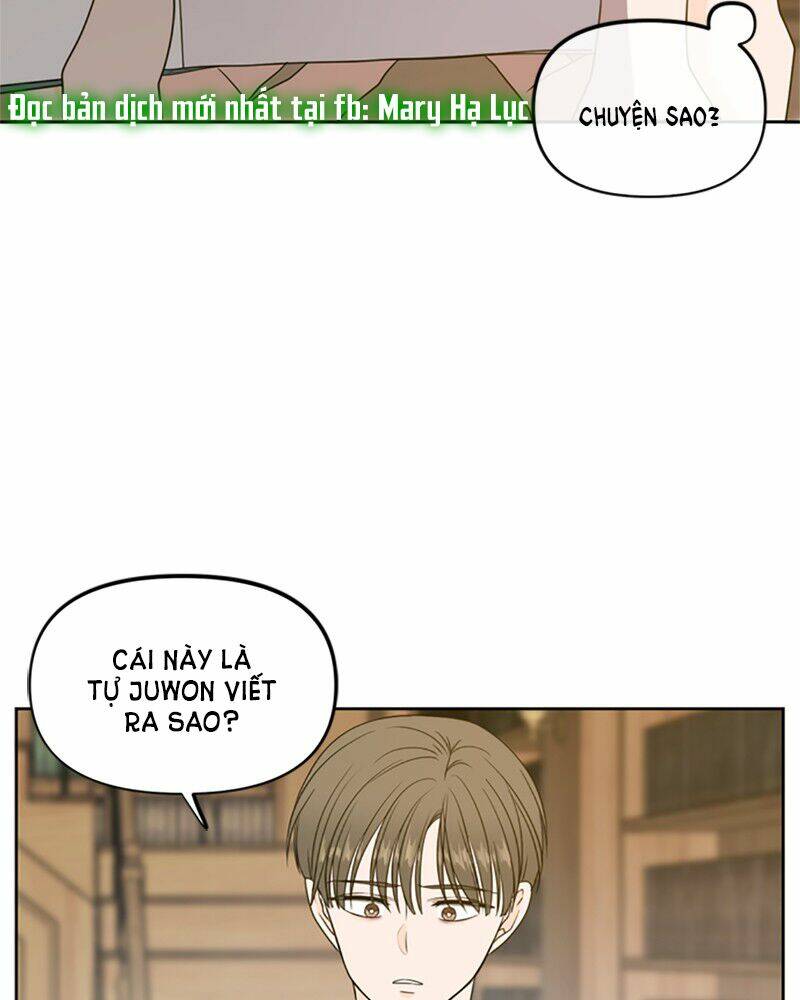 Đọc bản dịch mới nhất tại fb: Mary Hạ Lục
CHUYỆN SAO?
CÁI NÀY LÀ
TỰ JUWON VIẾT
RA SAO?